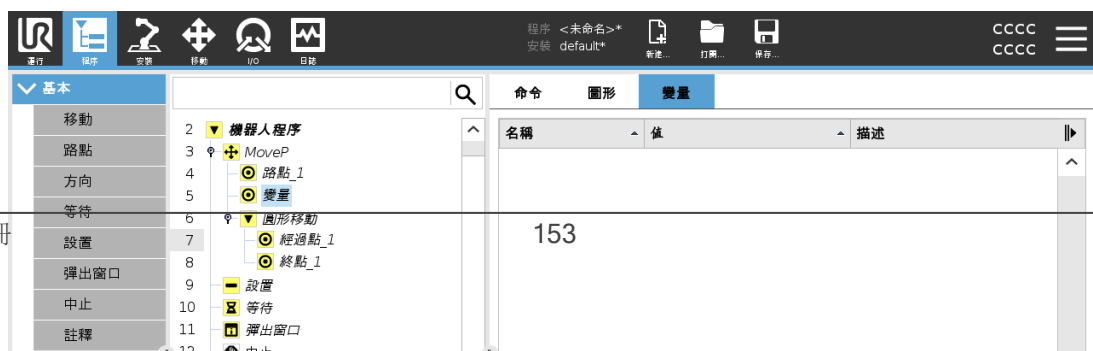 程序 <未命名>*
安裝 default*
運行
程序
安裝
移動
I/O
日誌
新建...
打開...
保存...
cccc
cccc
基本
移動
路點
方向
等待
設置
彈出窗口
中止
註釋
2 機器人程序
3 MoveP
4 路點_1
5 變量
6 圓形移動
7 經過點_1
8 終點_1
9 設置
10 等待
11 彈出窗口
12 中止
命令 圖形 變量
名稱 值 描述
153